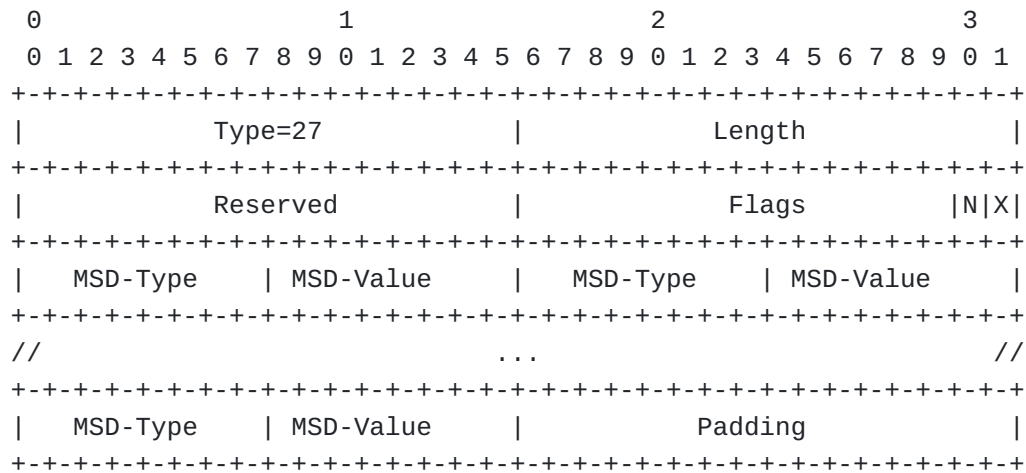 0                   1                   2                   3
 0 1 2 3 4 5 6 7 8 9 0 1 2 3 4 5 6 7 8 9 0 1 2 3 4 5 6 7 8 9 0 1
+-+-+-+-+-+-+-+-+-+-+-+-+-+-+-+-+-+-+-+-+-+-+-+-+-+-+-+-+-+-+-+-+
|            Type=27            |            Length             |
+-+-+-+-+-+-+-+-+-+-+-+-+-+-+-+-+-+-+-+-+-+-+-+-+-+-+-+-+-+-+-+-+
|            Reserved           |             Flags         |N|X|
+-+-+-+-+-+-+-+-+-+-+-+-+-+-+-+-+-+-+-+-+-+-+-+-+-+-+-+-+-+-+-+-+
|   MSD-Type    | MSD-Value     |   MSD-Type    | MSD-Value     |
+-+-+-+-+-+-+-+-+-+-+-+-+-+-+-+-+-+-+-+-+-+-+-+-+-+-+-+-+-+-+-+-+
//                             ...                             //
+-+-+-+-+-+-+-+-+-+-+-+-+-+-+-+-+-+-+-+-+-+-+-+-+-+-+-+-+-+-+-+-+
|   MSD-Type    | MSD-Value     |           Padding             |
+-+-+-+-+-+-+-+-+-+-+-+-+-+-+-+-+-+-+-+-+-+-+-+-+-+-+-+-+-+-+-+-+